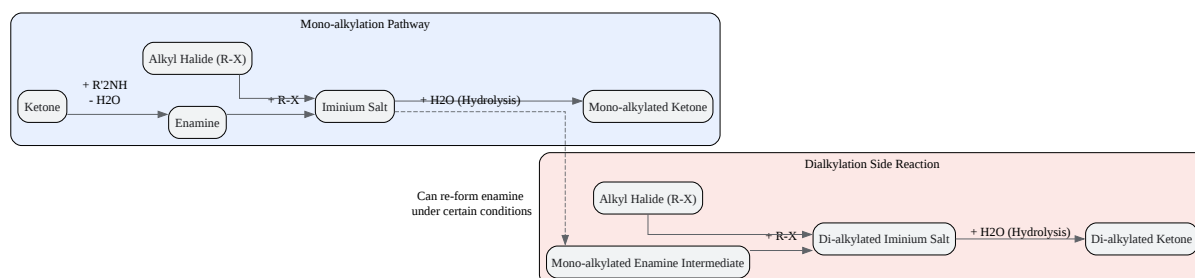 Mono-alkylation Pathway
Alkyl Halide (R-X)
+ R'2NH
- H2O
Ketone
Enamine
+ R-X
Iminium Salt
+ H2O (Hydrolysis)
Mono-alkylated Ketone
Dialkylation Side Reaction
Can re-form enamine
under certain conditions
Alkyl Halide (R-X)
Mono-alkylated Enamine Intermediate
+ R-X
Di-alkylated Iminium Salt
+ H2O (Hydrolysis)
Di-alkylated Ketone